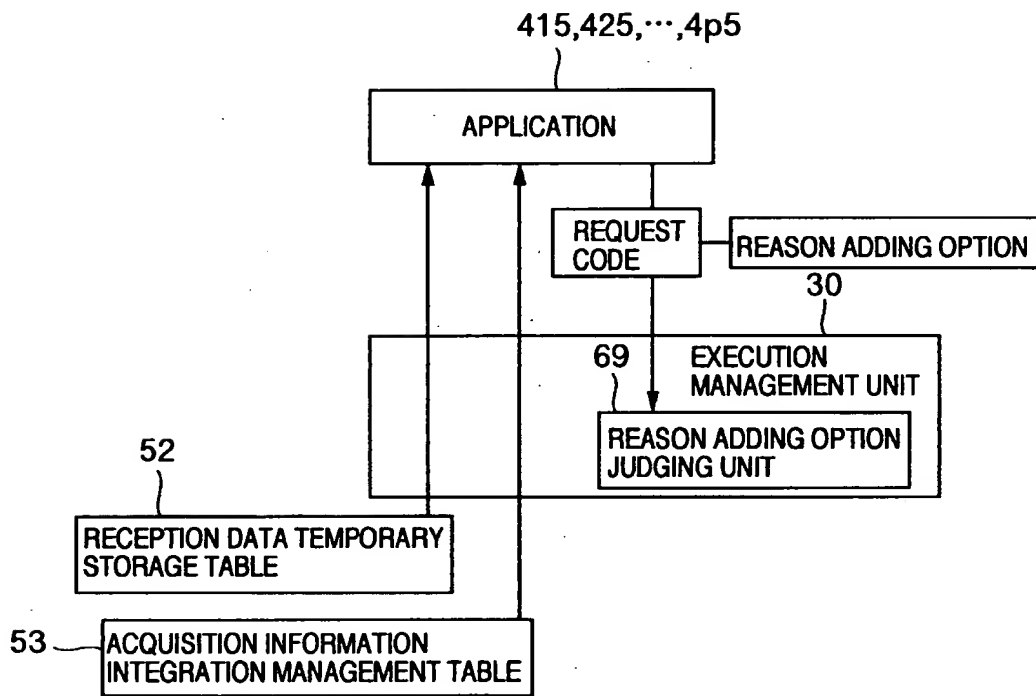 415,425,···,4p5
APPLICATION
REQUEST
CODE
REASON ADDING OPTION
30
69
EXECUTION
MANAGEMENT UNIT
REASON ADDING OPTION
JUDGING UNIT
52
RECEPTION DATA TEMPORARY
STORAGE TABLE
53
ACQUISITION INFORMATION
INTEGRATION MANAGEMENT TABLE